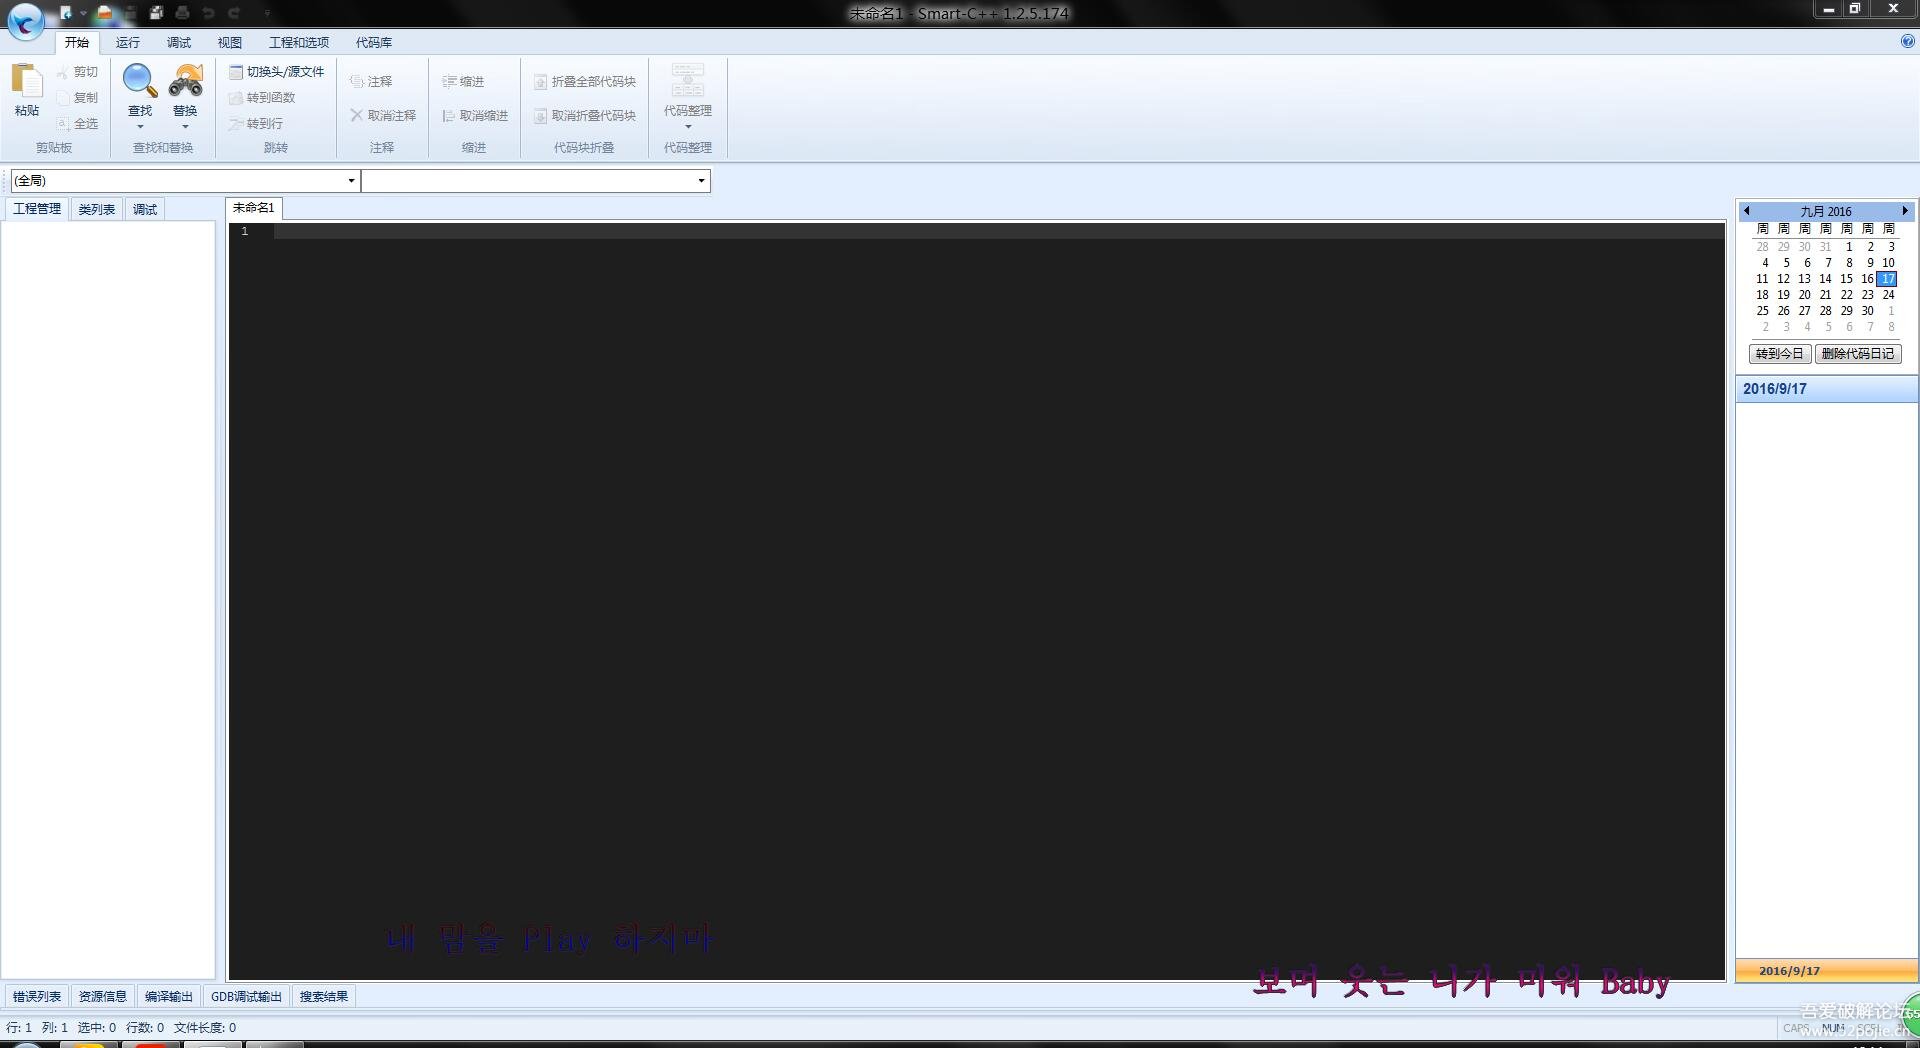 未命名1 - Smart-C++ 1.2.5.174
开始 运行 调试 视图 工程和选项 代码库
粘贴 剪切 复制 全选 剪贴板
查找 替换 查找和替换
切换头/源文件 转到函数 转到行 跳转
注释 取消注释 注释
缩进 取消缩进 缩进
折叠全部代码块 取消折叠代码块 代码块折叠
代码整理 代码整理
(全局)
工程管理 类列表 调试
未命名1
1
九月 2016
周 周 周 周 周 周 周
28 29 30 31 1 2 3
4 5 6 7 8 9 10
11 12 13 14 15 16 17
18 19 20 21 22 23 24
25 26 27 28 29 30 1
2 3 4 5 6 7 8
转到今日 删除代码日记
2016/9/17
내 맘을 Play 하지마
2016/9/17
보며 웃는 니가 미워 Baby
错误列表 资源信息 编译输出 GDB调试输出 搜索结果
行: 1 列: 1 选中: 0 行数: 0 文件长度: 0
吾爱破解论坛
CAPS NUM
www.52pojie.cn
55